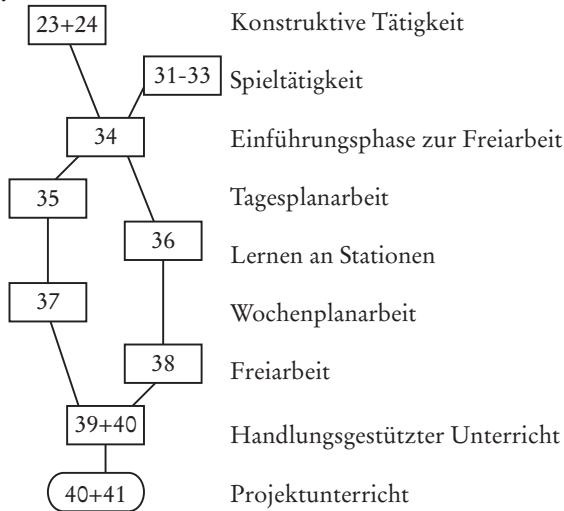 23+24 Konstruktive Tätigkeit
31-33 Spieltätigkeit
34 Einführungsphase zur Freiarbeit
35 Tagesplanarbeit
36 Lernen an Stationen
37 Wochenplanarbeit
38 Freiarbeit
39+40 Handlungsgestützter Unterricht
40+41 Projektunterricht